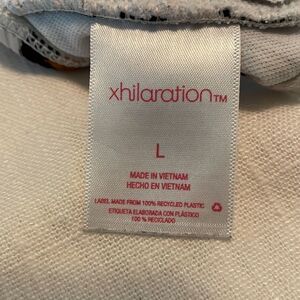 xhilaration™
L
MADE IN VIETNAM
HECHO EN VIETNAM
LABEL MADE FROM 100% RECYCLED PLASTIC
ETIQUETA ELABORADA CON PLÁSTICO
100 % RECICLADO